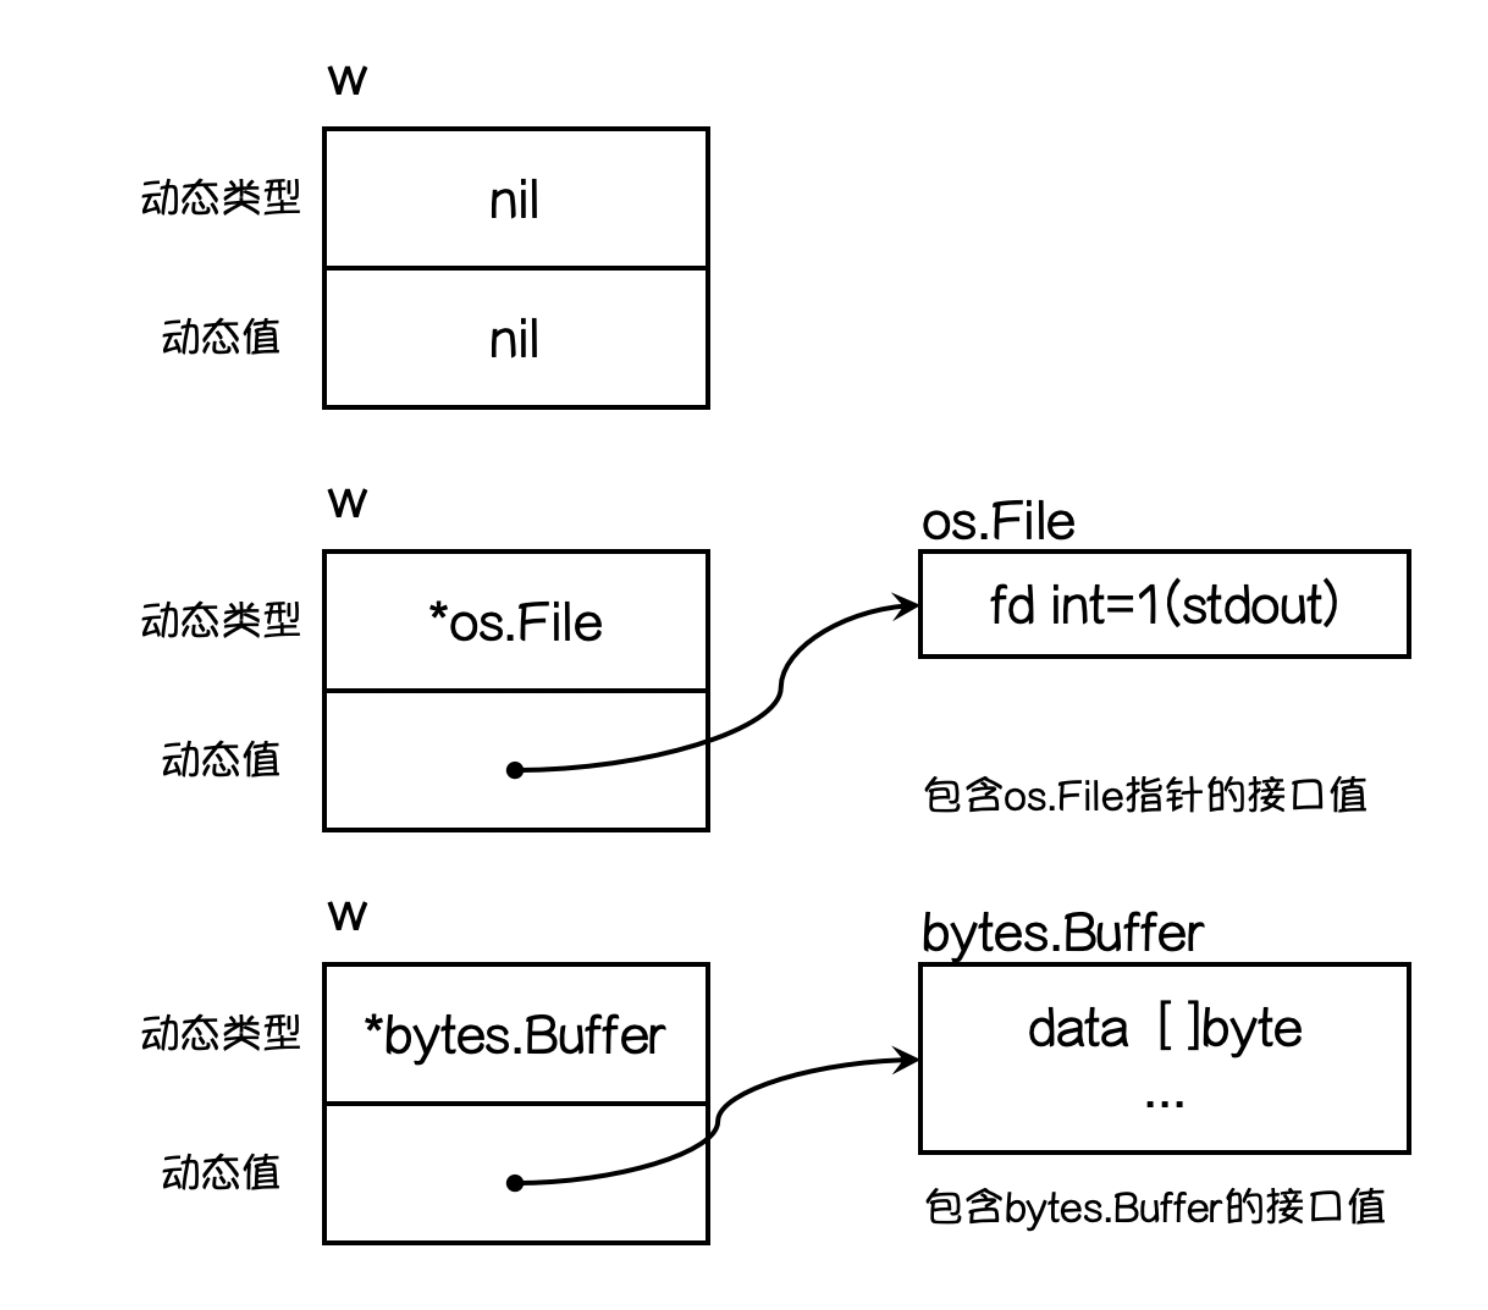 w
动态类型
nil
动态值
nil
w
os.File
动态类型
*os.File
fd int=1(stdout)
动态值
包含os.File指针的接口值
w
bytes.Buffer
动态类型
*bytes.Buffer
data [ ]byte
...
动态值
包含bytes.Buffer的接口值